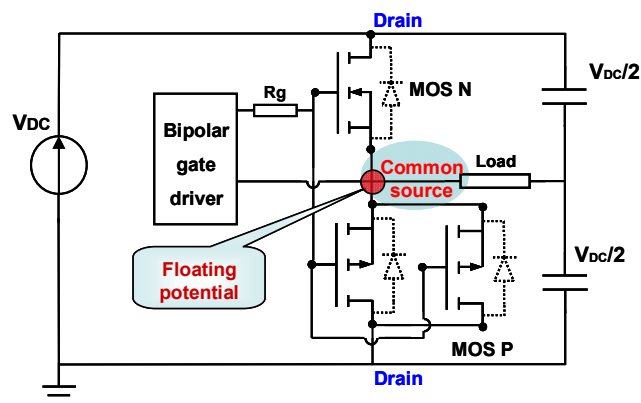 Drain
MOS N
VDC/2
Rg
VDC
Bipolar
gate
driver
Common
source
Load
Floating
potential
VDC/2
MOS P
Drain